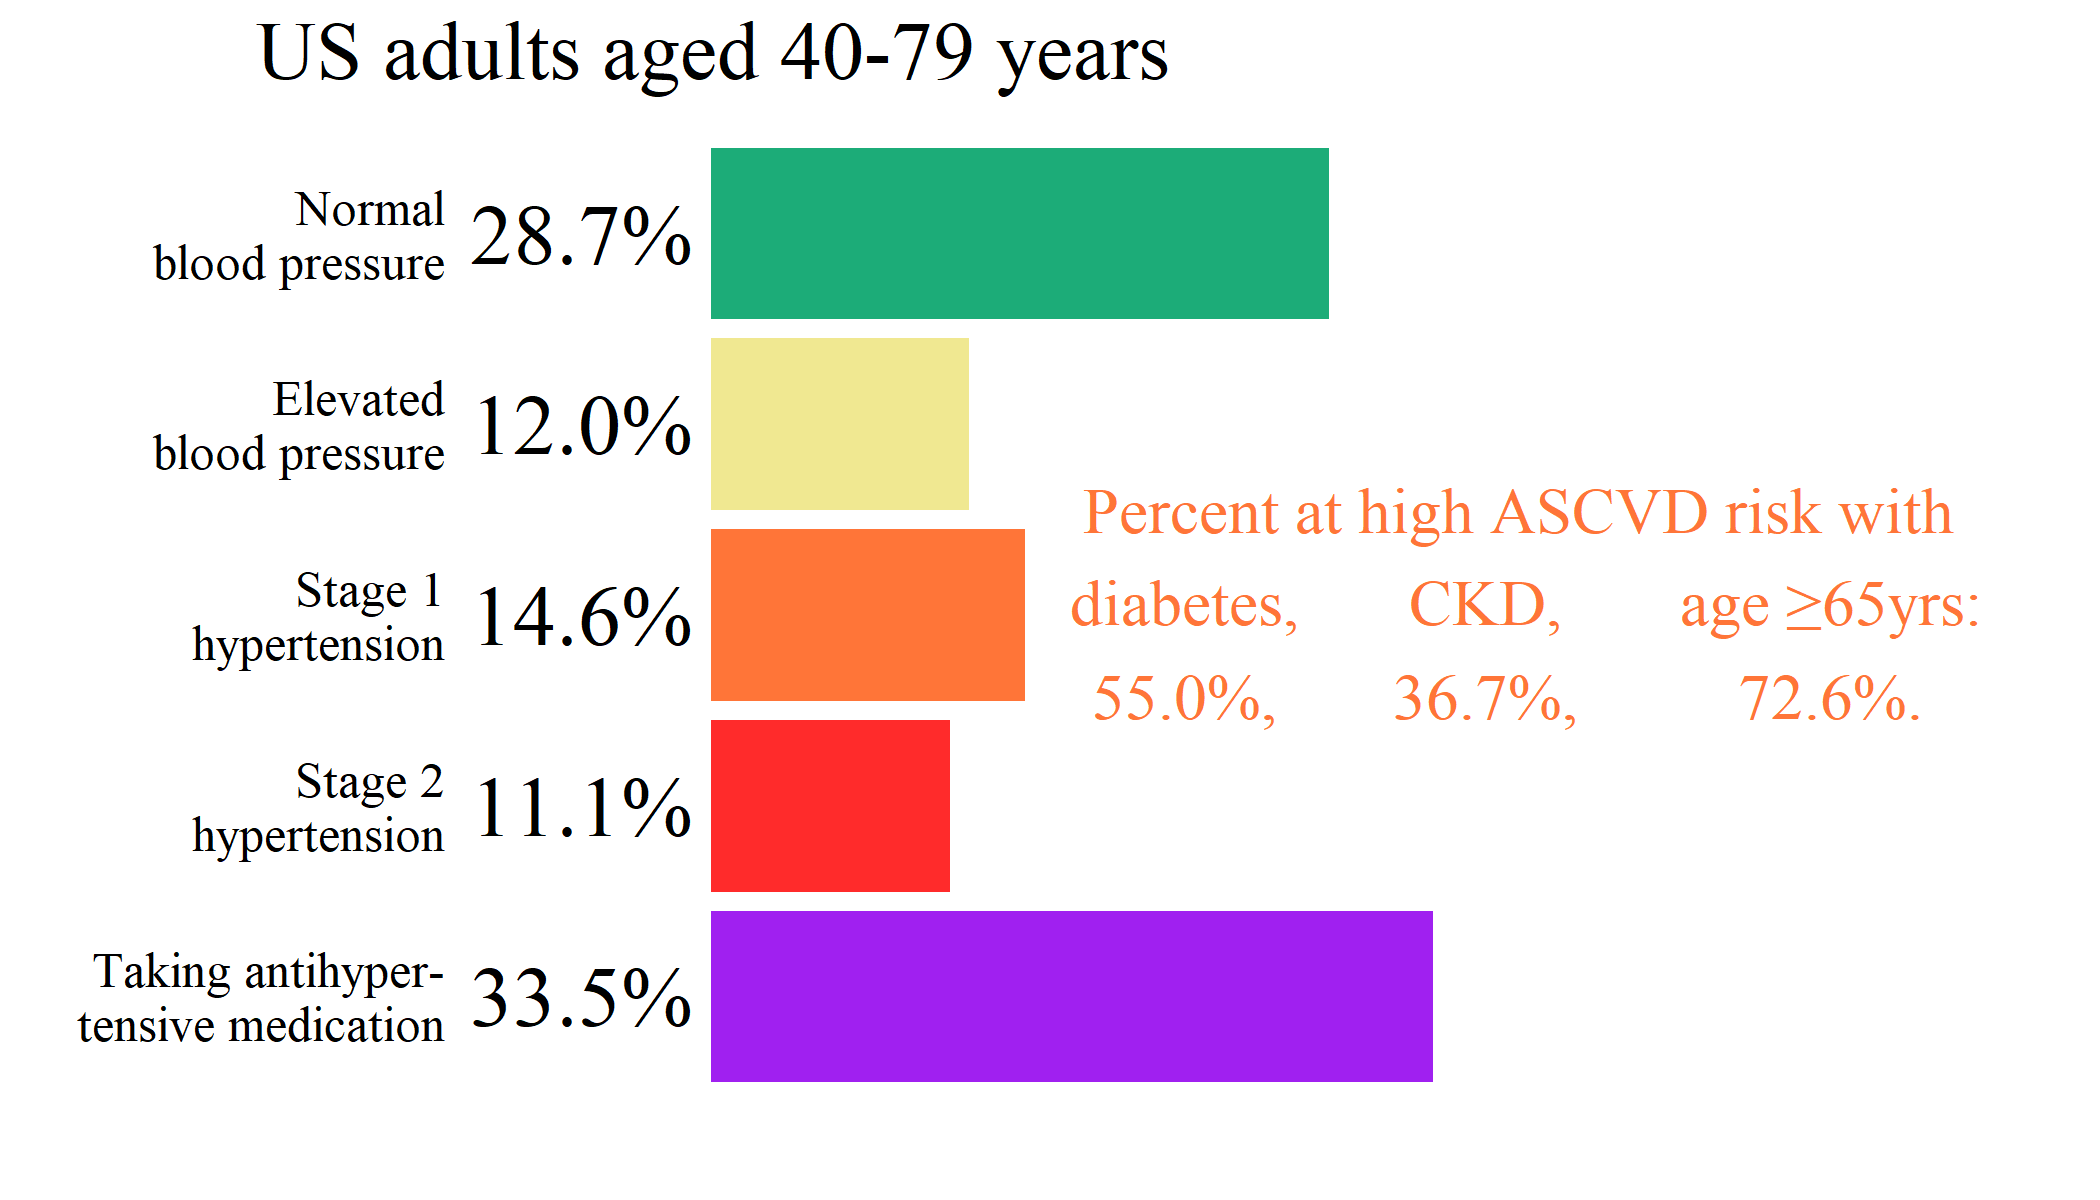 US adults aged 40-79 years
Normal
blood pressure
28.7%
Elevated
blood pressure
12.0%
Stage 1
hypertension
14.6%
Percent at high ASCVD risk with
diabetes, CKD, age ≥65yrs:
55.0%, 36.7%, 72.6%.
Stage 2
hypertension
11.1%
Taking antihyper-
tensive medication
33.5%